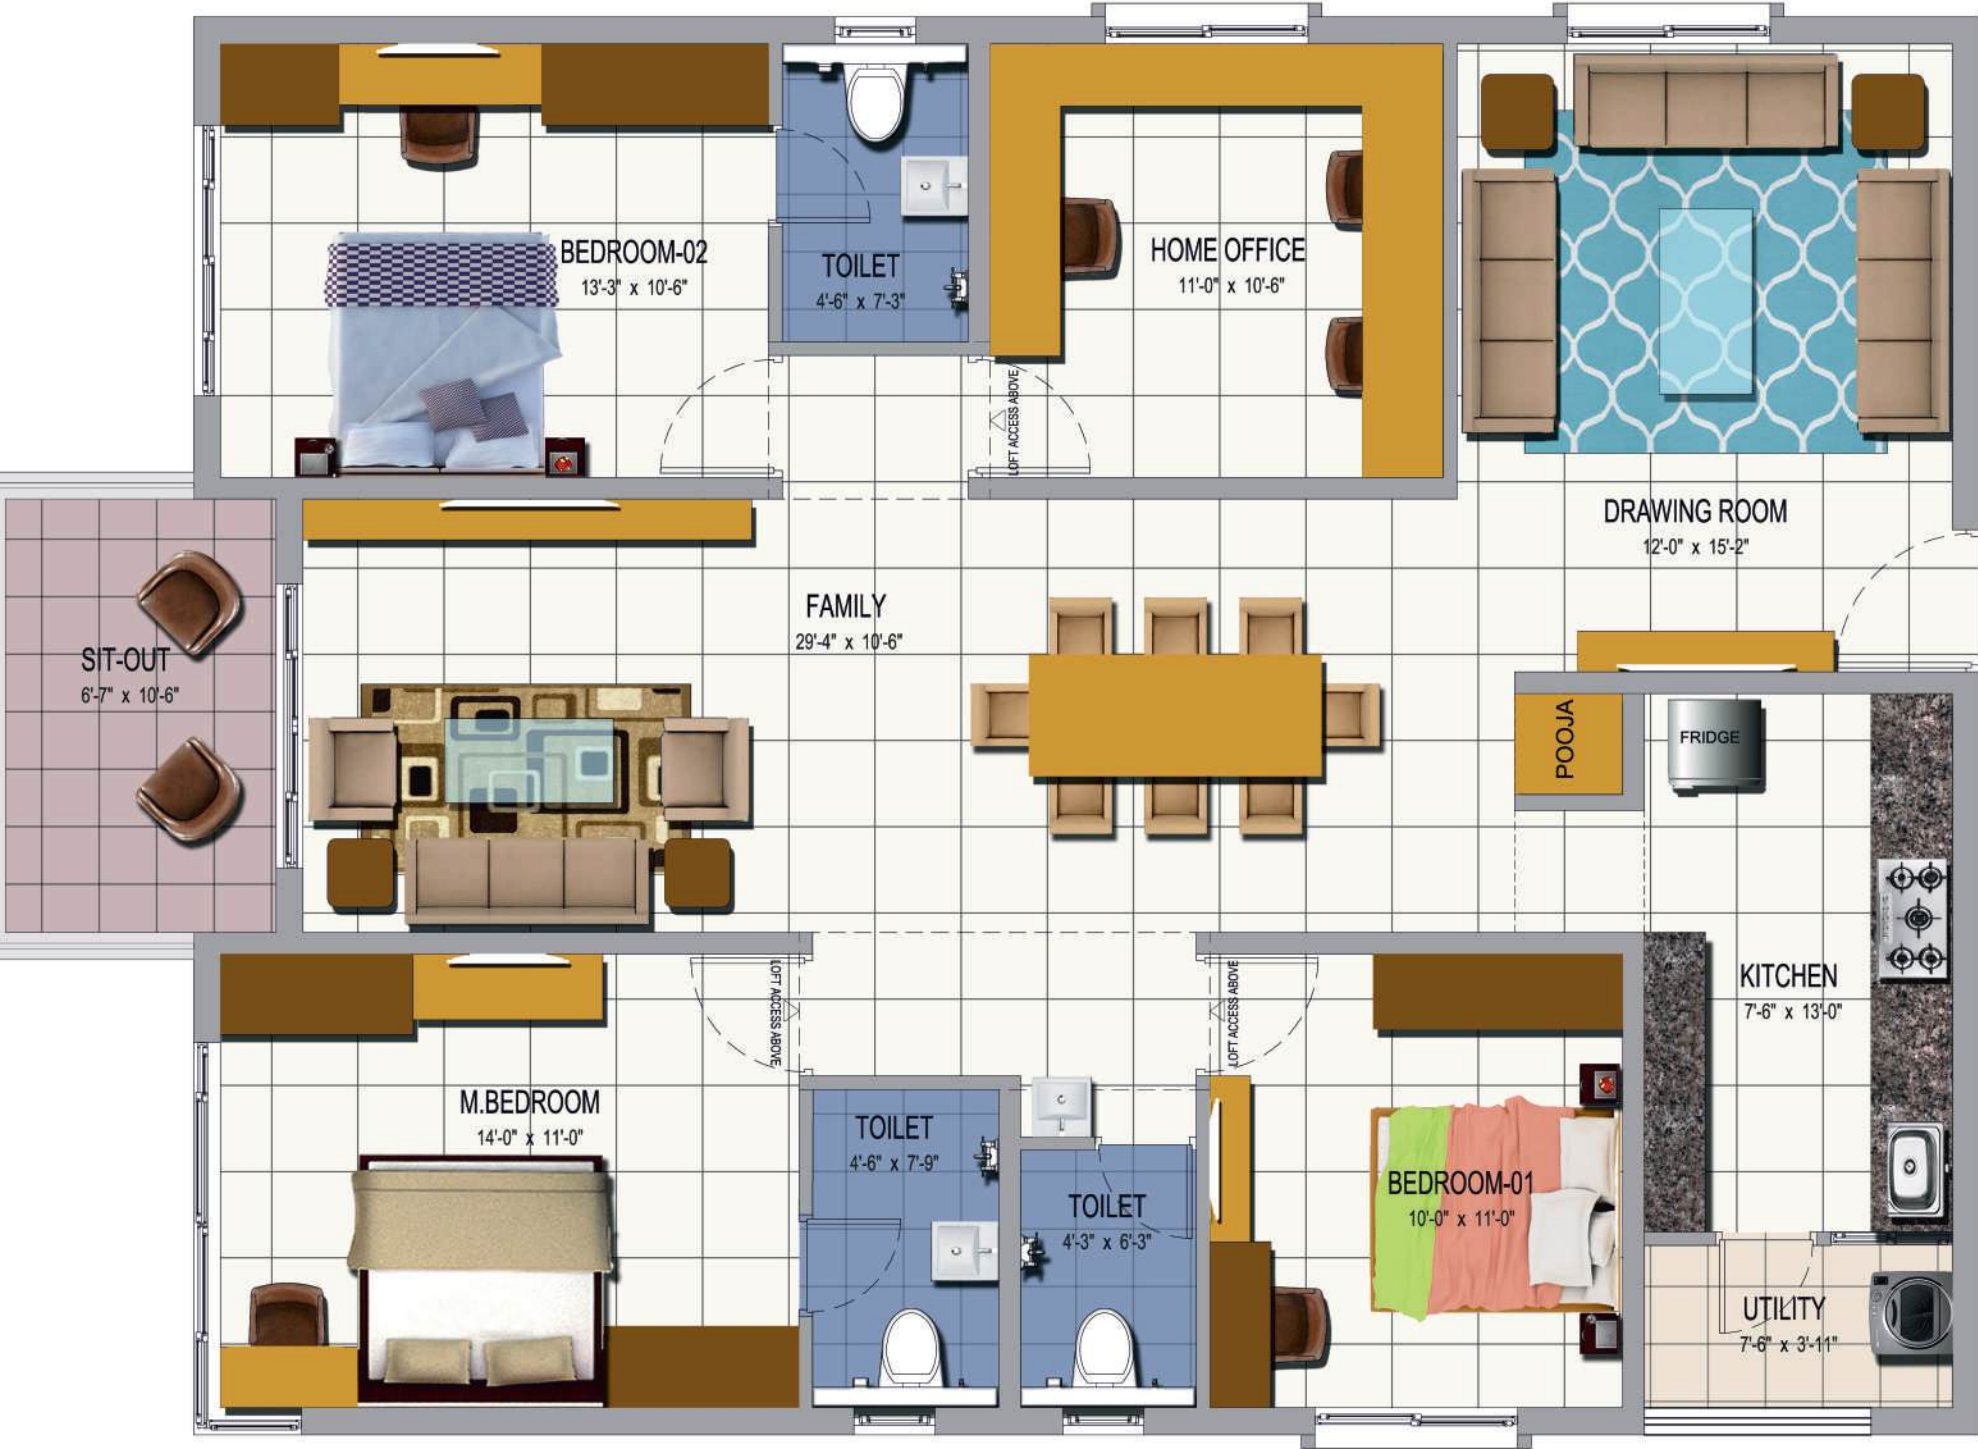 BEDROOM-02
13'-3" x 10'-6"
TOILET
4'-6" x 7'-3"
HOME OFFICE
11'-0" x 10'-6"
LOFT ACCESS ABOVE
DRAWING ROOM
12'-0" x 15'-2"
SIT-OUT
6'-7" x 10'-6"
FAMILY
29'-4" x 10'-6"
POOJA
FRIDGE
KITCHEN
7'-6" x 13'-0"
LOFT ACCESS ABOVE
LOFT ACCESS ABOVE
M.BEDROOM
14'-0" x 11'-0"
TOILET
4'-6" x 7'-9"
TOILET
4'-3" x 6'-3"
BEDROOM-01
10'-0" x 11'-0"
UTILITY
7'-6" x 3'-11"